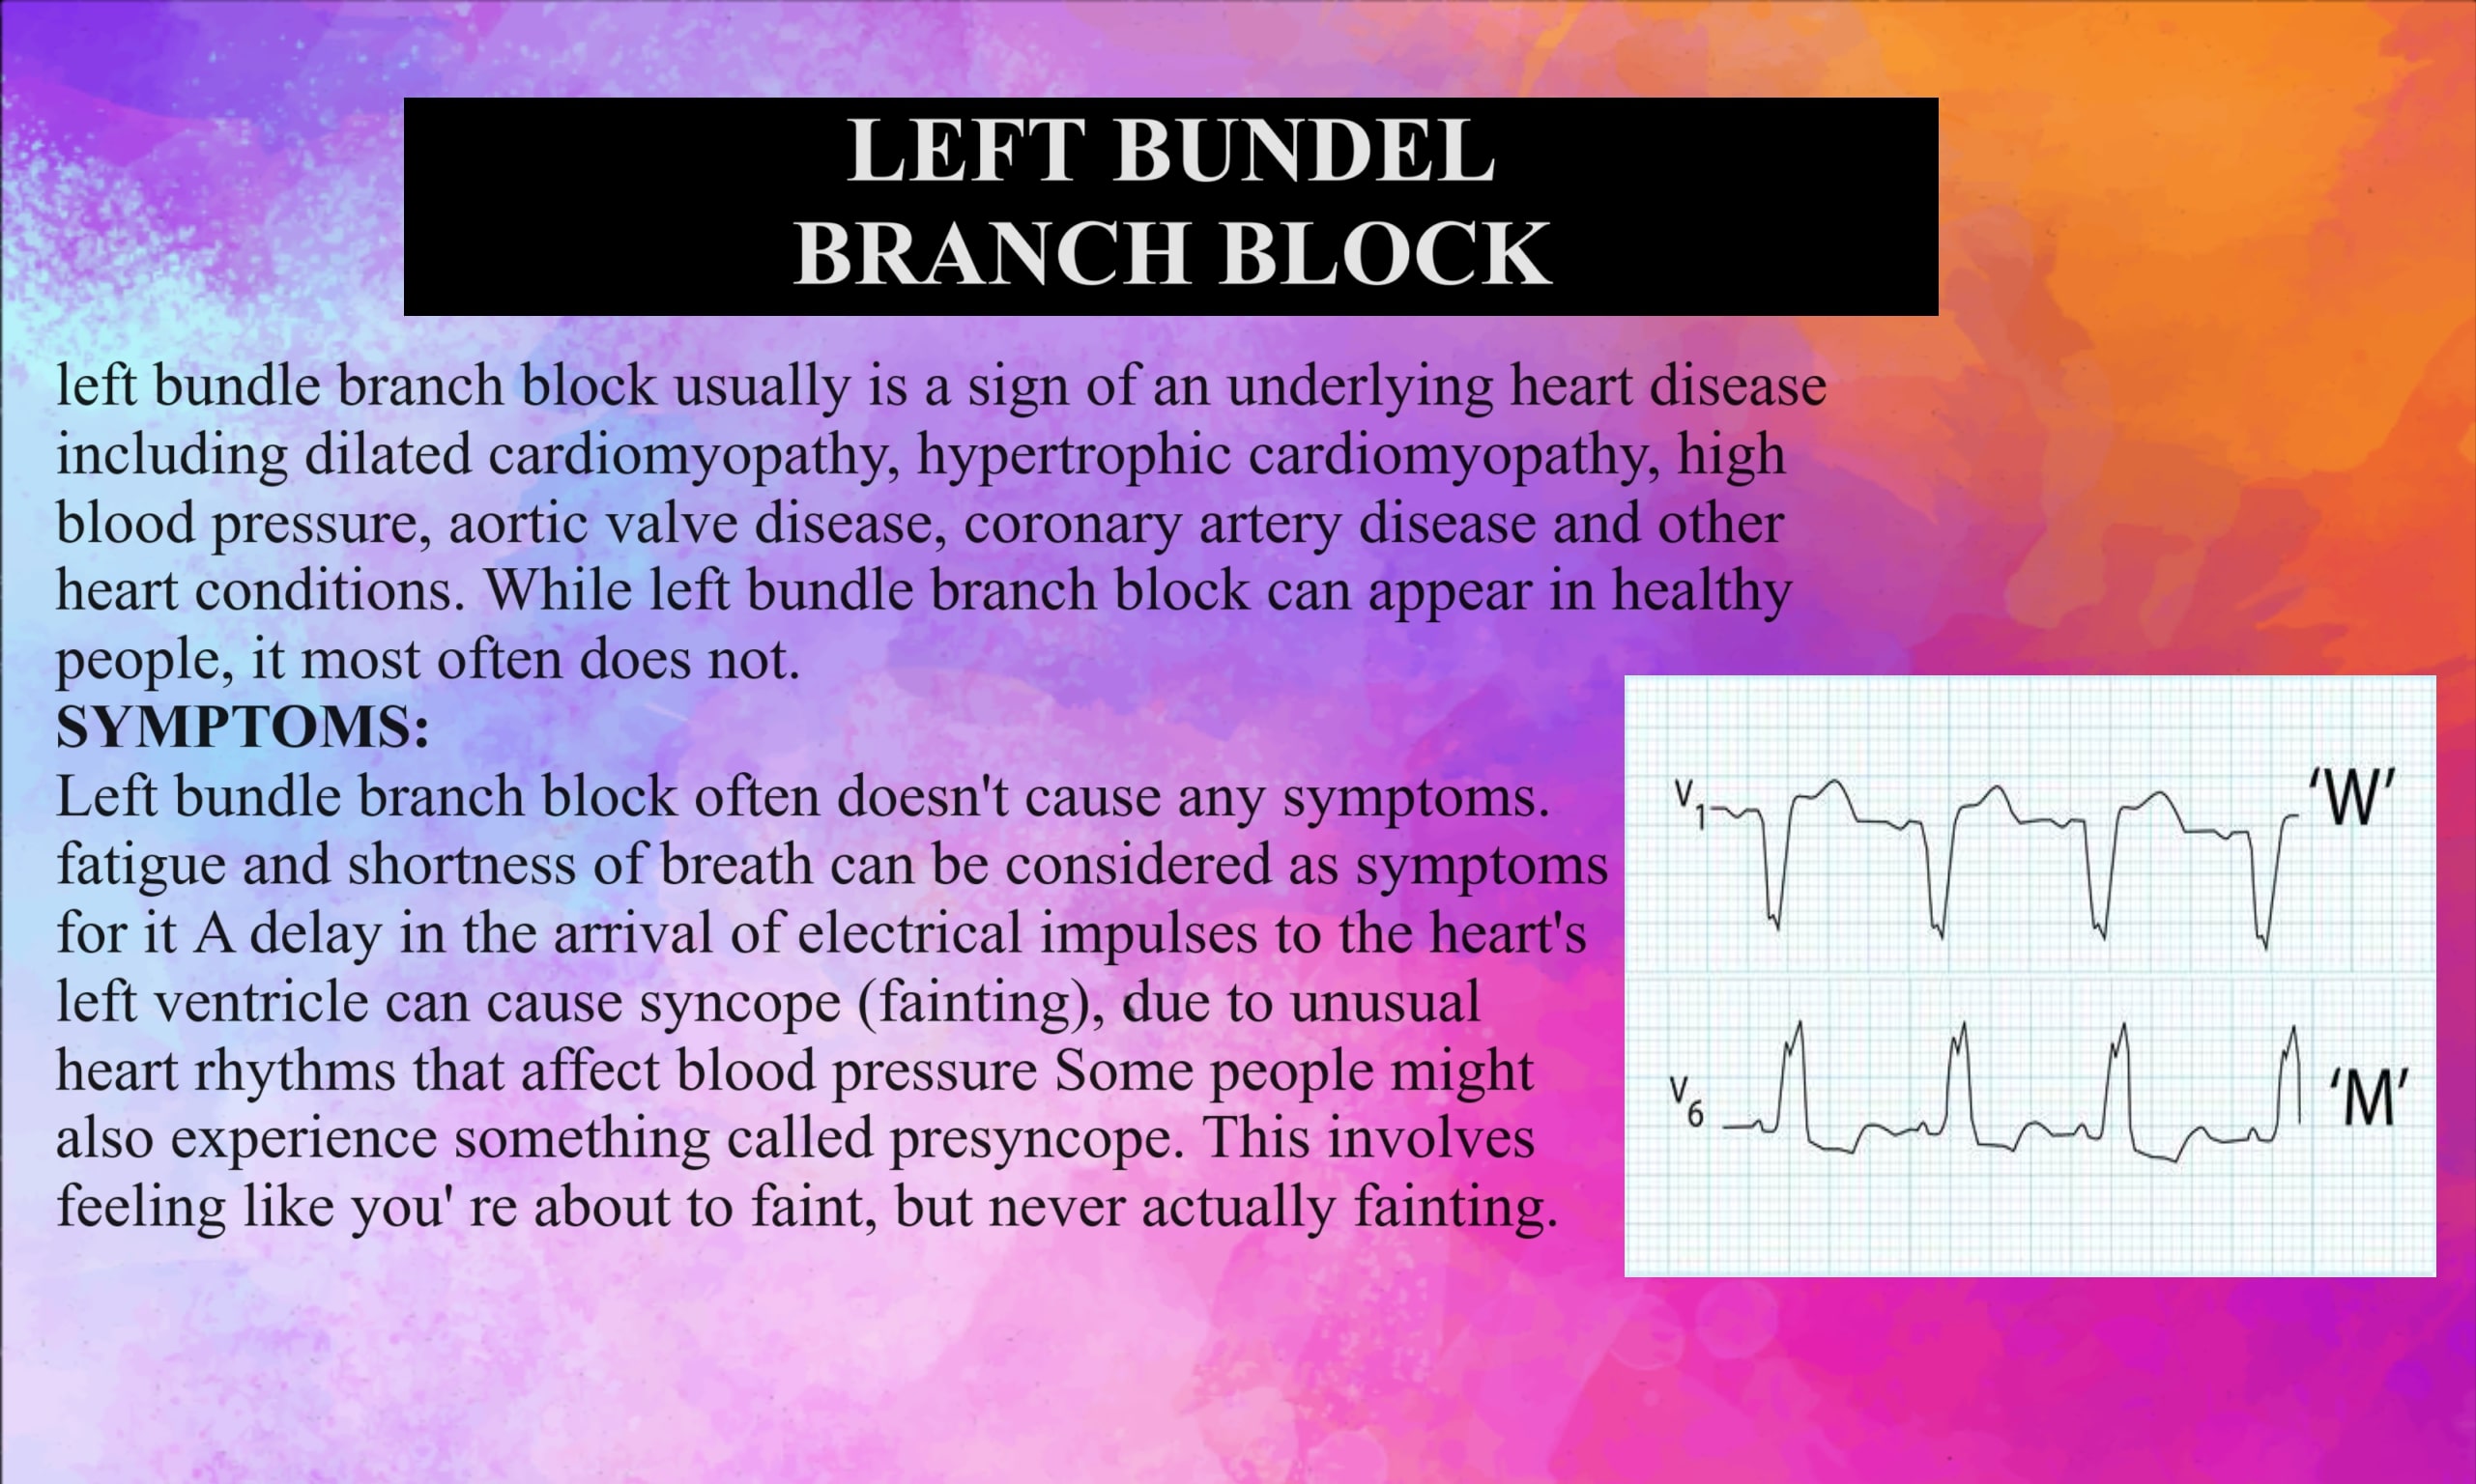 LEFT BUNDEL
BRANCH BLOCK
left bundle branch block usually is a sign of an underlying heart disease
including dilated cardiomyopathy, hypertrophic cardiomyopathy, high
blood pressure, aortic valve disease, coronary artery disease and other
heart conditions. While left bundle branch block can appear in healthy
people, it most often does not.
SYMPTOMS:
Left bundle branch block often doesn't cause any symptoms.
fatigue and shortness of breath can be considered as symptoms
for it A delay in the arrival of electrical impulses to the heart's
left ventricle can cause syncope (fainting), due to unusual
heart rhythms that affect blood pressure Some people might
also experience something called presyncope. This involves
feeling like you' re about to faint, but never actually fainting.
V1 ‘W’
V6 ‘M’